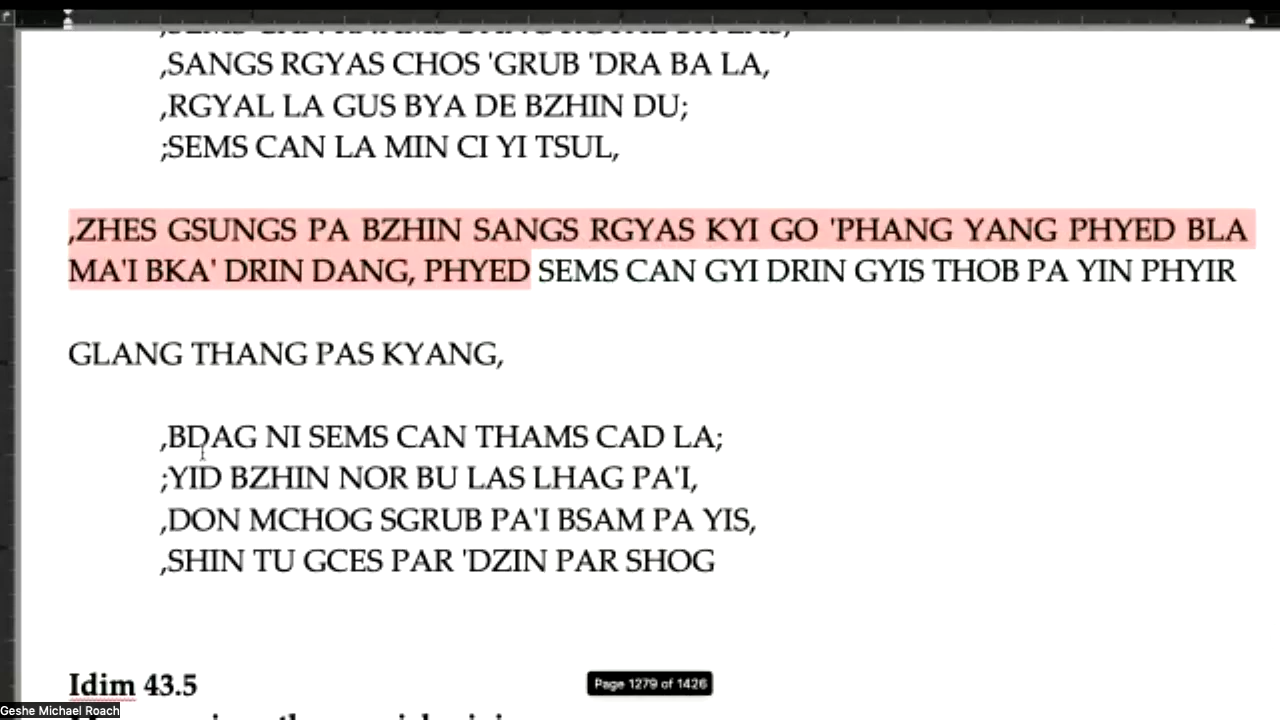 ,SANGS RGYAS CHOS 'GRUB 'DRA BA LA,
,RGYAL LA GUS BYA DE BZHIN DU;
;SEMS CAN LA MIN CI YI TSUL,
,ZHES GSUNGS PA BZHIN SANGS RGYAS KYI GO 'PHANG YANG PHYED BLA
MA'I BKA' DRIN DANG, PHYED SEMS CAN GYI DRIN GYIS THOB PA YIN PHYIR
GLANG THANG PAS KYANG,
,BDAG NI SEMS CAN THAMS CAD LA;
;YID BZHIN NOR BU LAS LHAG PA'I,
,DON MCHOG SGRUB PA'I BSAM PA YIS,
,SHIN TU GCES PAR 'DZIN PAR SHOG
Idim 43.5
Page 1279 of 1426
Geshe Michael Roach